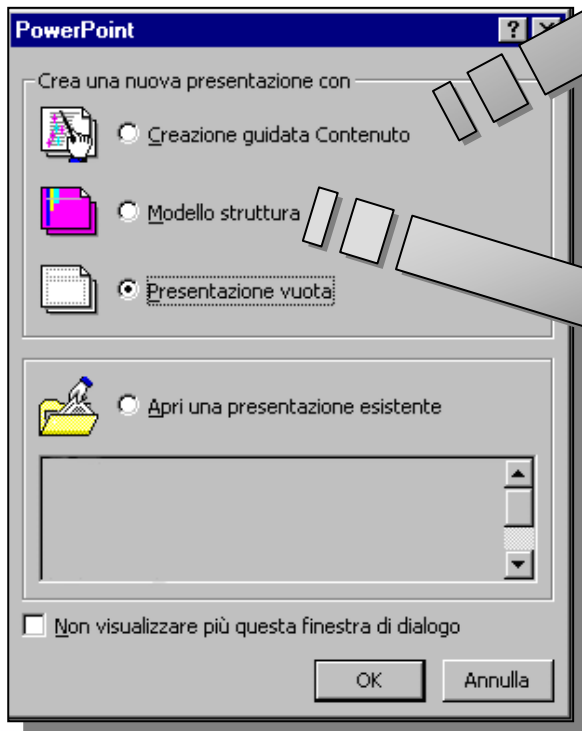 PowerPoint
Crea una nuova presentazione con
Creazione guidata Contenuto
Modello struttura
Presentazione vuota
Apri una presentazione esistente
Non visualizzare più questa finestra di dialogo
OK
Annulla